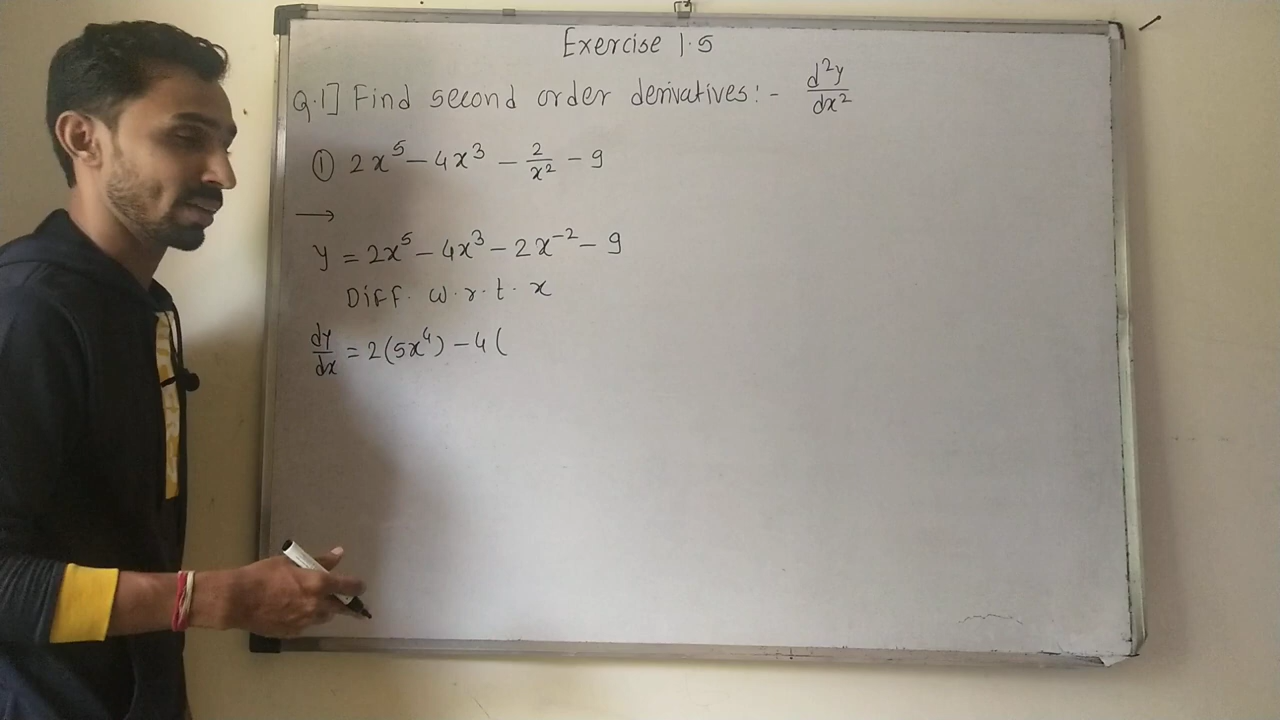 Exercise 1.5
Q.1] Find second order derivatives:- d²y/dx²
① 2x⁵ - 4x³ - 2/x² - 9
→
y = 2x⁵ - 4x³ - 2x⁻² - 9
Diff. w.r.t. x
dy/dx = 2(5x⁴) - 4(